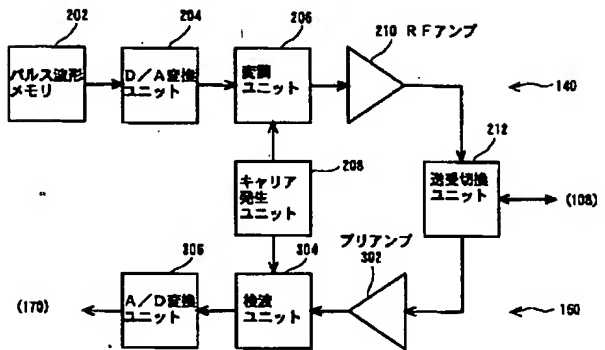 202
204
206
210 RFアンプ
パルス波形
メモリ
D/A変換
ユニット
変調
ユニット
140
212
キャリア
発生
ユニット
208
送受切換
ユニット
(108)
プリアンプ
302
305
304
(170)
A/D変換
ユニット
検波
ユニット
160